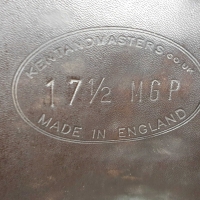 KENTANDMASTERS.CO.UK
17½ MGP
MADE IN ENGLAND